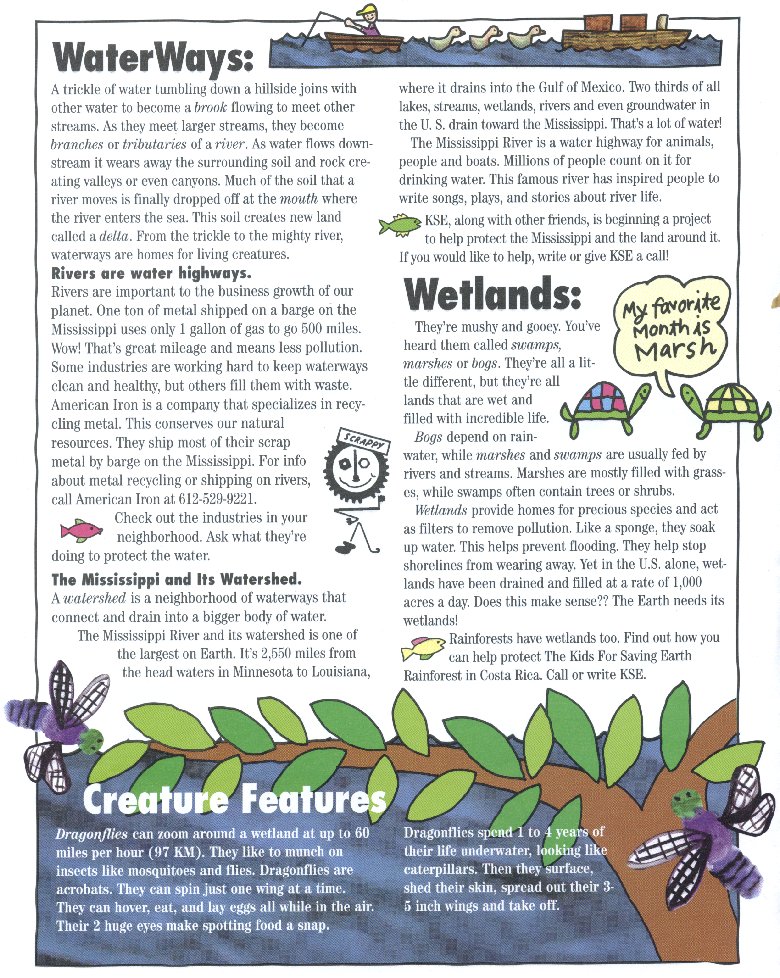 WaterWays:
A trickle of water tumbling down a hillside joins with
other water to become a brook flowing to meet other
streams. As they meet larger streams, they become
branches or tributaries of a river. As water flows down-
stream it wears away the surrounding soil and rock cre-
ating valleys or even canyons. Much of the soil that a
river moves is finally dropped off at the mouth where
the river enters the sea. This soil creates new land
called a delta. From the trickle to the mighty river,
waterways are homes for living creatures.
Rivers are water highways.
Rivers are important to the business growth of our
planet. One ton of metal shipped on a barge on the
Mississippi uses only 1 gallon of gas to go 500 miles.
Wow! That's great mileage and means less pollution.
Some industries are working hard to keep waterways
clean and healthy, but others fill them with waste.
American Iron is a company that specializes in recy-
cling metal. This conserves our natural
resources. They ship most of their scrap
metal by barge on the Mississippi. For info
about metal recycling or shipping on rivers,
call American Iron at 612-529-9221.
SCRAPPY
Check out the industries in your
neighborhood. Ask what they're
doing to protect the water.
The Mississippi and Its Watershed.
A watershed is a neighborhood of waterways that
connect and drain into a bigger body of water.
The Mississippi River and its watershed is one of
the largest on Earth. It's 2,550 miles from
the head waters in Minnesota to Louisiana,
where it drains into the Gulf of Mexico. Two thirds of all
lakes, streams, wetlands, rivers and even groundwater in
the U. S. drain toward the Mississippi. That's a lot of water!
The Mississippi River is a water highway for animals,
people and boats. Millions of people count on it for
drinking water. This famous river has inspired people to
write songs, plays, and stories about river life.
KSE, along with other friends, is beginning a project
to help protect the Mississippi and the land around it.
If you would like to help, write or give KSE a call!
Wetlands:
They're mushy and gooey. You've
heard them called swamps,
marshes or bogs. They're all a lit-
tle different, but they're all
lands that are wet and
filled with incredible life.
My favorite
Month is
Marsh
Bogs depend on rain-
water, while marshes and swamps are usually fed by
rivers and streams. Marshes are mostly filled with grass-
es, while swamps often contain trees or shrubs.
Wetlands provide homes for precious species and act
as filters to remove pollution. Like a sponge, they soak
up water. This helps prevent flooding. They help stop
shorelines from wearing away. Yet in the U.S. alone, wet-
lands have been drained and filled at a rate of 1,000
acres a day. Does this make sense?? The Earth needs its
wetlands!
Rainforests have wetlands too. Find out how you
can help protect The Kids For Saving Earth
Rainforest in Costa Rica. Call or write KSE.
Creature Features
Dragonflies can zoom around a wetland at up to 60
miles per hour (97 KM). They like to munch on
insects like mosquitoes and flies. Dragonflies are
acrobats. They can spin just one wing at a time.
They can hover, eat, and lay eggs all while in the air.
Their 2 huge eyes make spotting food a snap.
Dragonflies spend 1 to 4 years of
their life underwater, looking like
caterpillars. Then they surface,
shed their skin, spread out their 3-
5 inch wings and take off.